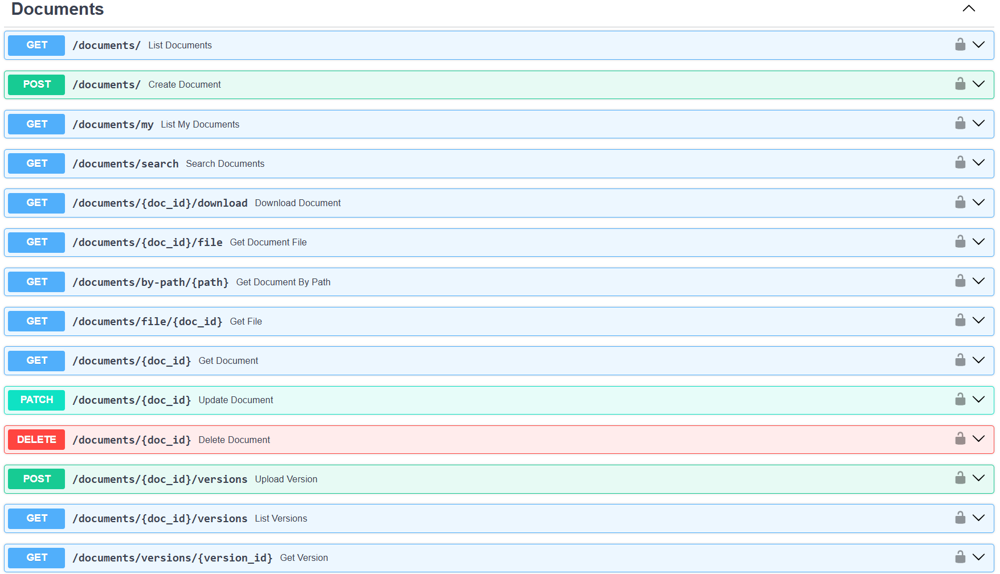 Documents
GET /documents/ List Documents
POST /documents/ Create Document
GET /documents/my List My Documents
GET /documents/search Search Documents
GET /documents/{doc_id}/download Download Document
GET /documents/{doc_id}/file Get Document File
GET /documents/by-path/{path} Get Document By Path
GET /documents/file/{doc_id} Get File
GET /documents/{doc_id} Get Document
PATCH /documents/{doc_id} Update Document
DELETE /documents/{doc_id} Delete Document
POST /documents/{doc_id}/versions Upload Version
GET /documents/{doc_id}/versions List Versions
GET /documents/versions/{version_id} Get Version